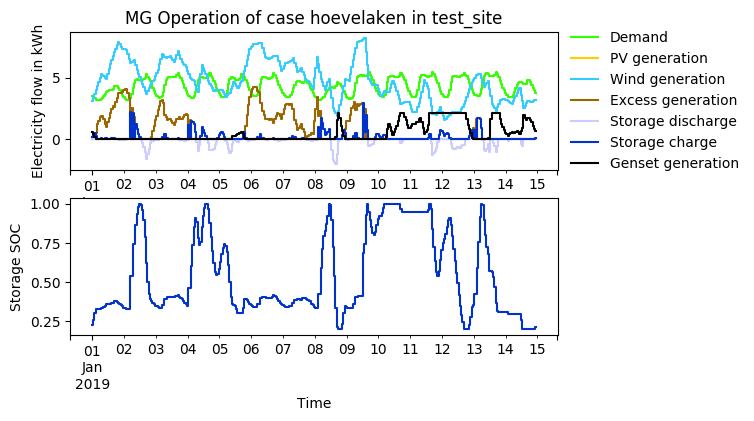 MG Operation of case hoevelaken in test_site
Electricity flow in kWh
5
0
01 02 03 04 05 06 07 08 09 10 11 12 13 14 15
Demand
PV generation
Wind generation
Excess generation
Storage discharge
Storage charge
Genset generation
Storage SOC
1.00
0.75
0.50
0.25
01 02 03 04 05 06 07 08 09 10 11 12 13 14 15
Jan
2019
Time